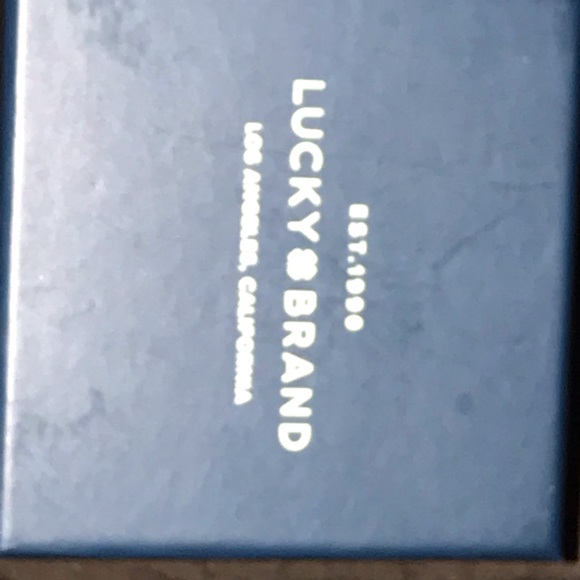 EST.1990
LUCKY BRAND
LOS ANGELES, CALIFORNIA